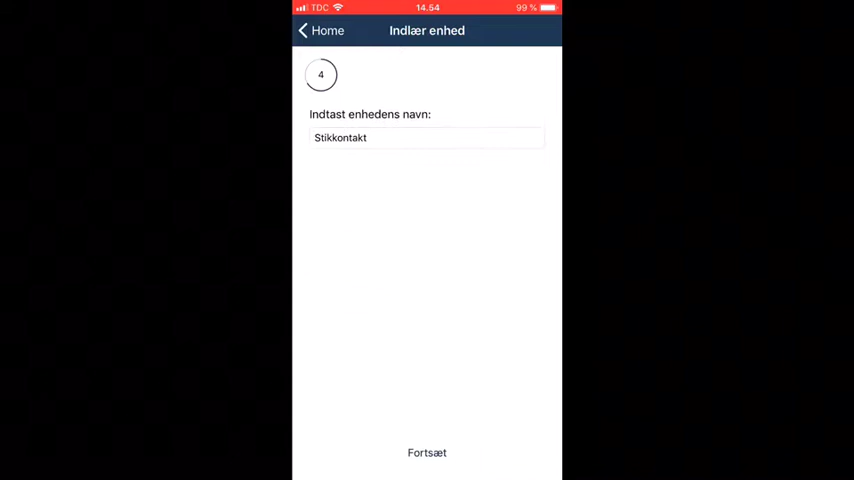 TDC 14.54 99 %
Home Indlær enhed
4
Indtast enhedens navn:
Stikkontakt
Fortsæt